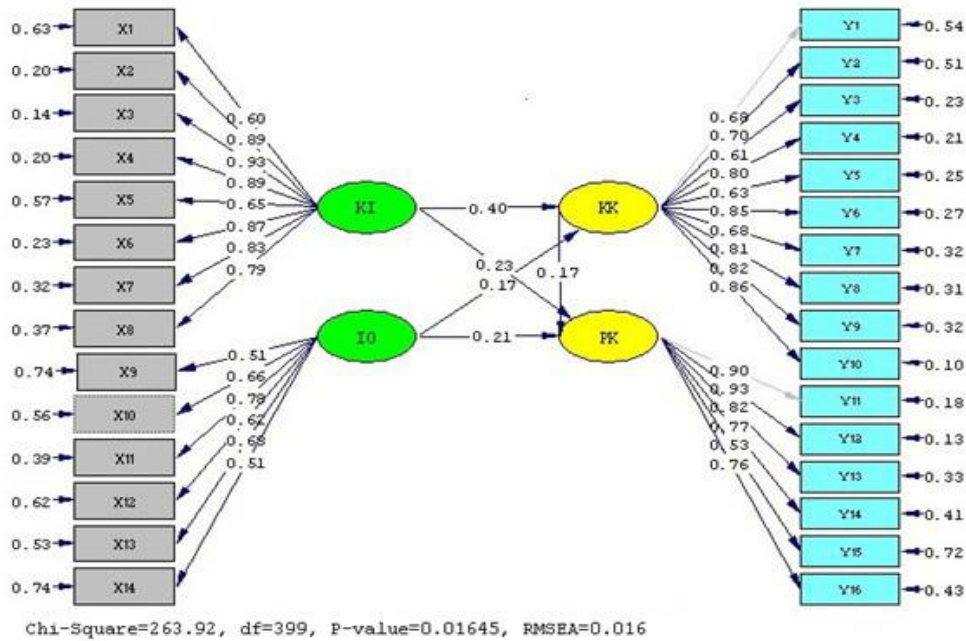 0.63 X1
0.20 X2
0.14 X3
0.20 X4
0.57 X5
0.23 X6
0.32 X7
0.37 X8
0.74 X9
0.56 X10
0.39 X11
0.62 X12
0.53 X13
0.74 X14
0.60
0.89
0.93
0.89
0.65
0.87
0.83
0.79
0.51
0.66
0.78
0.62
0.68
0.51
KI
IO
0.40
0.23
0.17
0.17
0.21
KK
PK
0.68
0.70
0.61
0.80
0.63
0.85
0.68
0.81
0.82
0.86
0.90
0.93
0.82
0.77
0.53
0.76
Y1 0.54
Y2 0.51
Y3 0.23
Y4 0.21
Y5 0.25
Y6 0.27
Y7 0.32
Y8 0.31
Y9 0.32
Y10 0.10
Y11 0.18
Y12 0.13
Y13 0.33
Y14 0.41
Y15 0.72
Y16 0.43
Chi-Square=263.92, df=399, P-value=0.01645, RMSEA=0.016